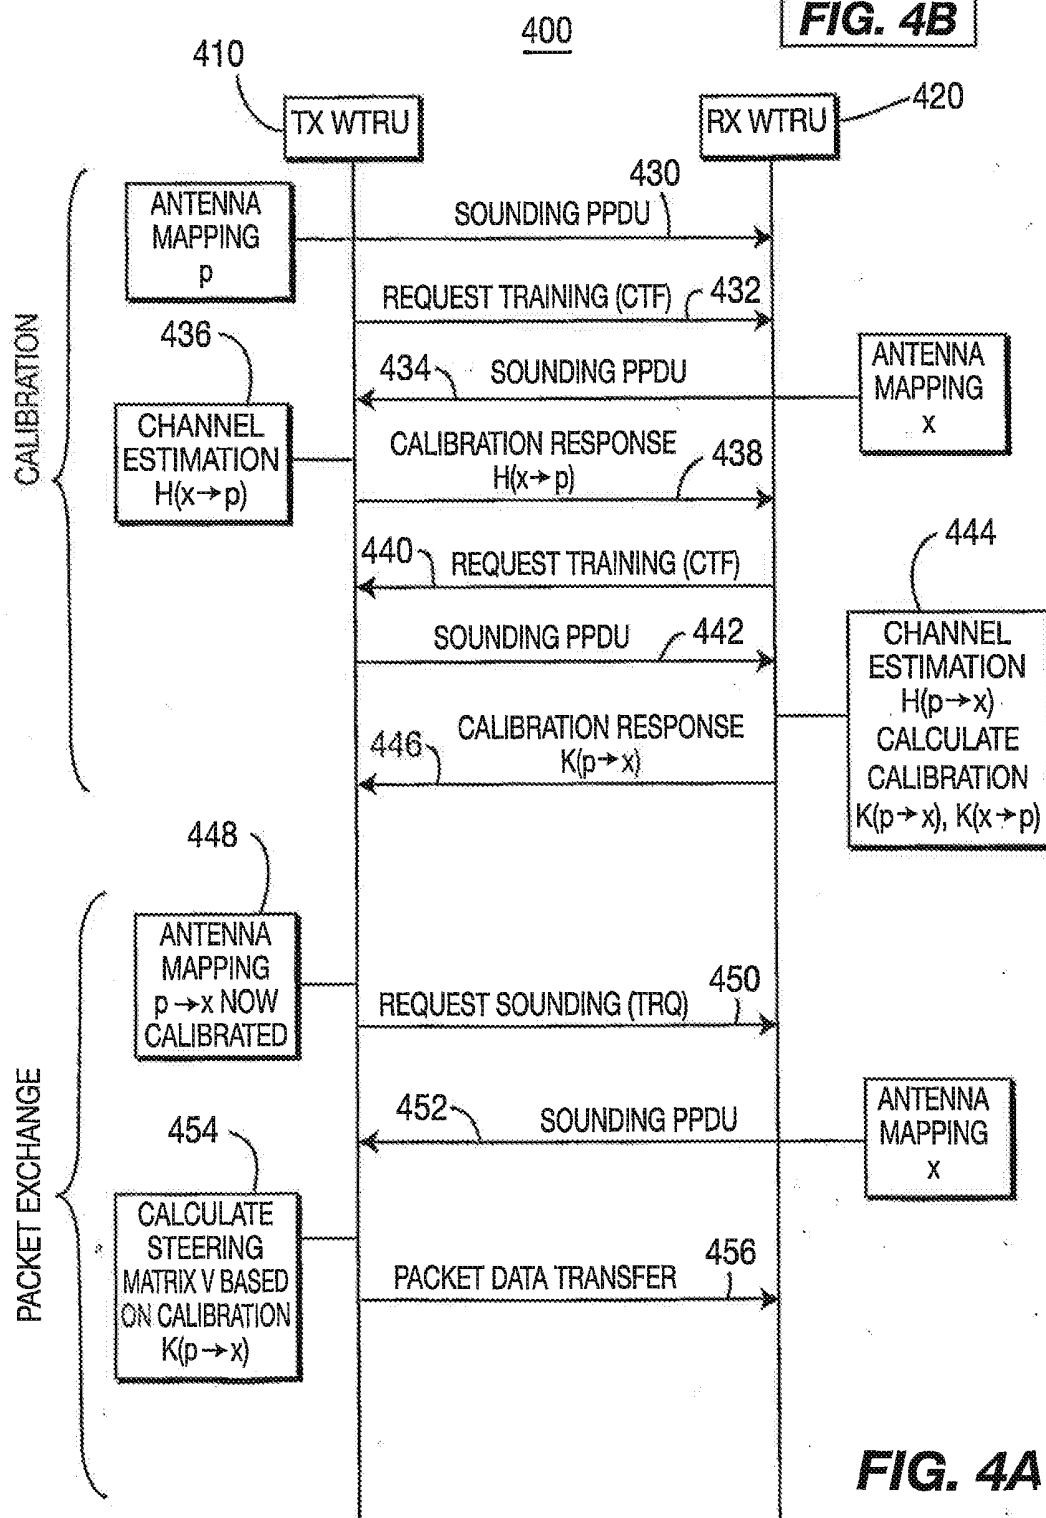 FIG. 4B
400
410
TX WTRU
RX WTRU
420
CALIBRATION
ANTENNA
MAPPING
p
SOUNDING PPDU
430
REQUEST TRAINING (CTF)
432
436
434
SOUNDING PPDU
ANTENNA
MAPPING
x
CHANNEL
ESTIMATION
H(x→p)
CALIBRATION RESPONSE
H(x→p)
438
440
REQUEST TRAINING (CTF)
444
SOUNDING PPDU
442
CHANNEL
ESTIMATION
H(p→x)
CALCULATE
CALIBRATION
K(p→x), K(x→p)
446
CALIBRATION RESPONSE
K(p→x)
PACKET EXCHANGE
448
ANTENNA
MAPPING
p→x NOW
CALIBRATED
REQUEST SOUNDING (TRQ)
450
452
SOUNDING PPDU
ANTENNA
MAPPING
x
454
CALCULATE
STEERING
MATRIX V BASED
ON CALIBRATION
K(p→x)
PACKET DATA TRANSFER
456
FIG. 4A